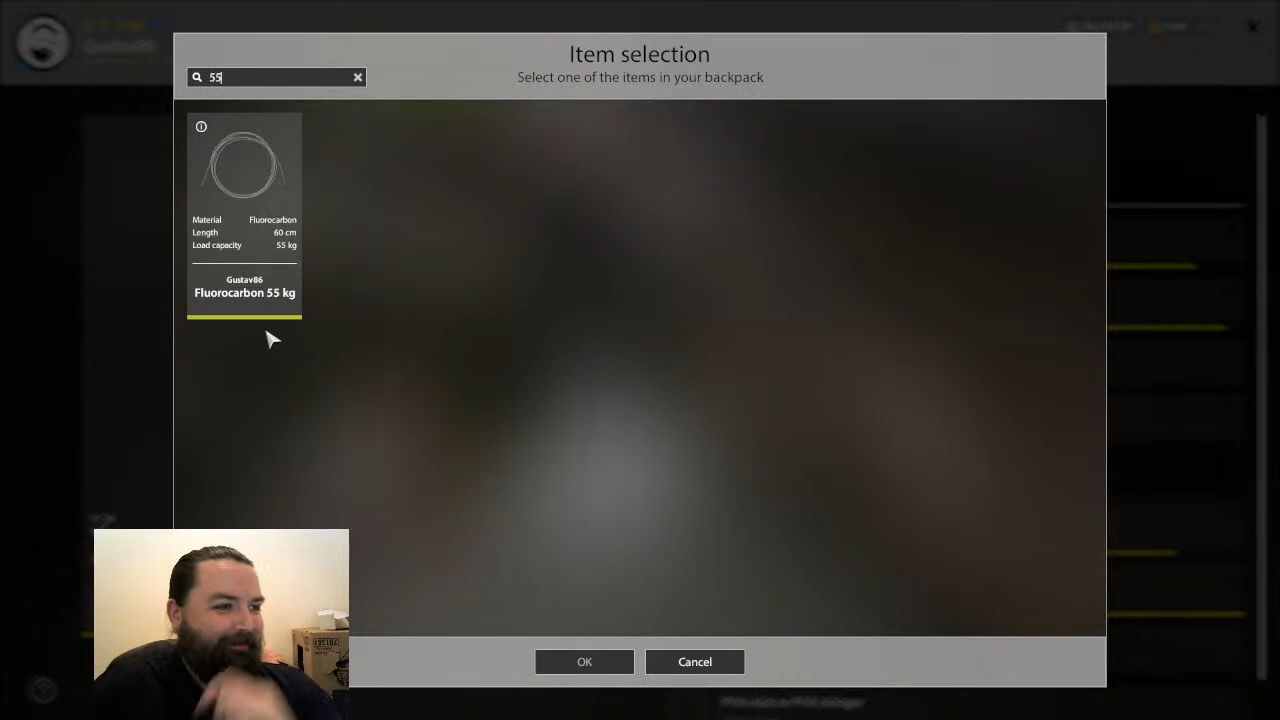 Item selection
Select one of the items in your backpack
55
Material Fluorocarbon
Length 60 cm
Load capacity 55 kg
Gustav86
Fluorocarbon 55 kg
OK
Cancel